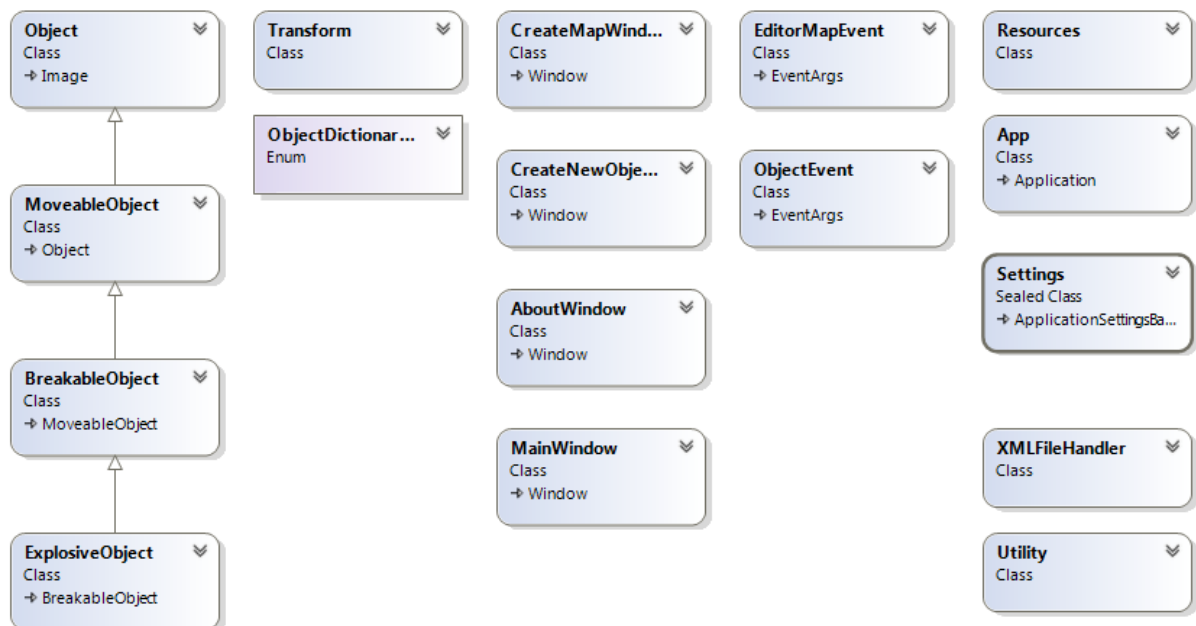 Object
Class
Image
MoveableObject
Class
Object
BreakableObject
Class
MoveableObject
ExplosiveObject
Class
BreakableObject
Transform
Class
ObjectDictionar...
Enum
CreateMapWind...
Class
Window
CreateNewObje...
Class
Window
AboutWindow
Class
Window
MainWindow
Class
Window
EditorMapEvent
Class
EventArgs
ObjectEvent
Class
EventArgs
Resources
Class
App
Class
Application
Settings
Sealed Class
ApplicationSettingsBa...
XMLFileHandler
Class
Utility
Class